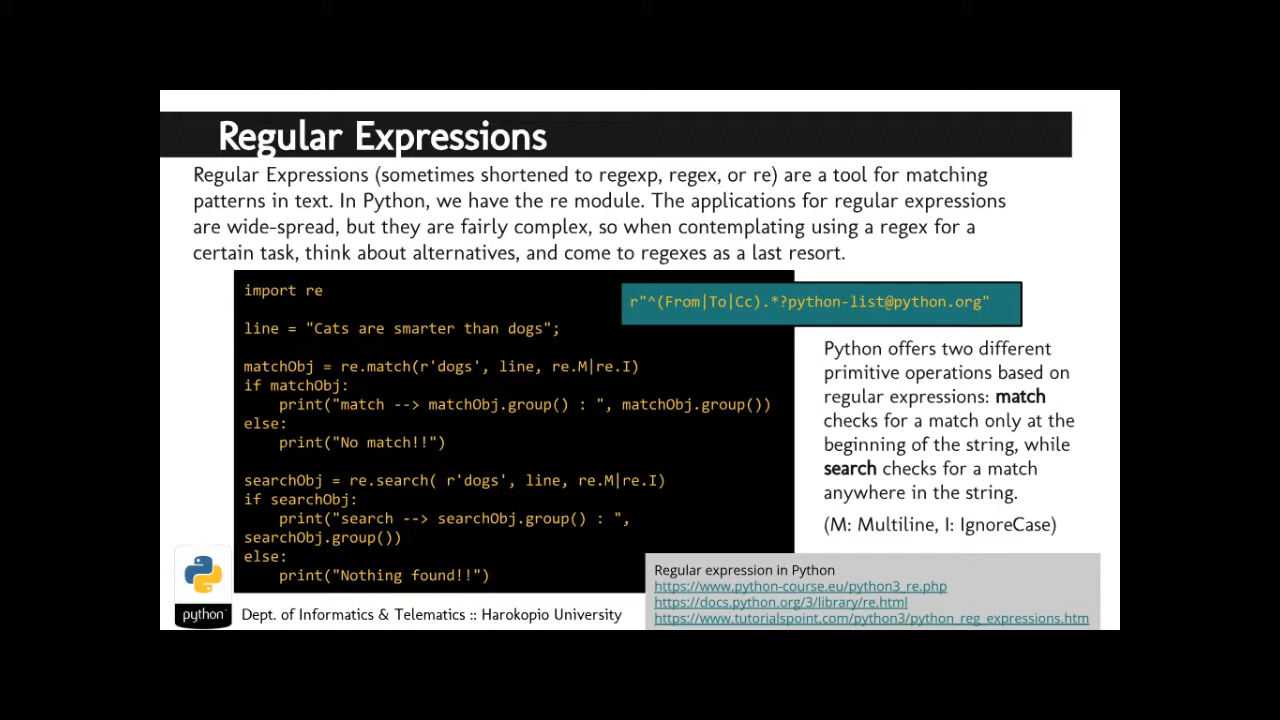 Regular Expressions
Regular Expressions (sometimes shortened to regexp, regex, or re) are a tool for matching
patterns in text. In Python, we have the re module. The applications for regular expressions
are wide-spread, but they are fairly complex, so when contemplating using a regex for a
certain task, think about alternatives, and come to regexes as a last resort.
import re
line = "Cats are smarter than dogs";
matchObj = re.match(r'dogs', line, re.M|re.I)
if matchObj:
    print("match --> matchObj.group() : ", matchObj.group())
else:
    print("No match!!")
searchObj = re.search( r'dogs', line, re.M|re.I)
if searchObj:
    print("search --> searchObj.group() : ",
searchObj.group())
else:
    print("Nothing found!!")
r"^(From|To|Cc).*?python-list@python.org"
Python offers two different
primitive operations based on
regular expressions: match
checks for a match only at the
beginning of the string, while
search checks for a match
anywhere in the string.
(M: Multiline, I: IgnoreCase)
Regular expression in Python
https://www.python-course.eu/python3_re.php
https://docs.python.org/3/library/re.html
https://www.tutorialspoint.com/python3/python_reg_expressions.htm
python™
Dept. of Informatics & Telematics :: Harokopio University